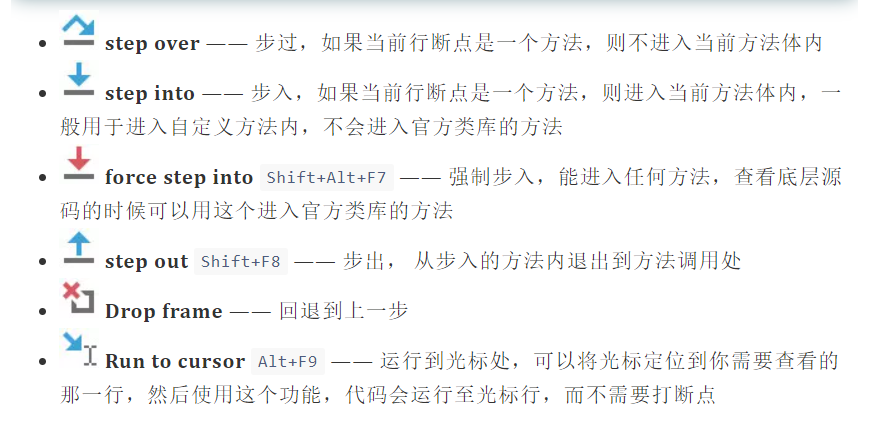 step over —— 步过，如果当前行断点是一个方法，则不进入当前方法体内
step into —— 步入，如果当前行断点是一个方法，则进入当前方法体内，一
般用于进入自定义方法内，不会进入官方类库的方法
force step into Shift+Alt+F7 —— 强制步入，能进入任何方法，查看底层源
码的时候可以用这个进入官方类库的方法
step out Shift+F8 —— 步出， 从步入的方法内退出到方法调用处
Drop frame —— 回退到上一步
Run to cursor Alt+F9 —— 运行到光标处，可以将光标定位到你需要查看的
那一行，然后使用这个功能，代码会运行至光标行，而不需要打断点